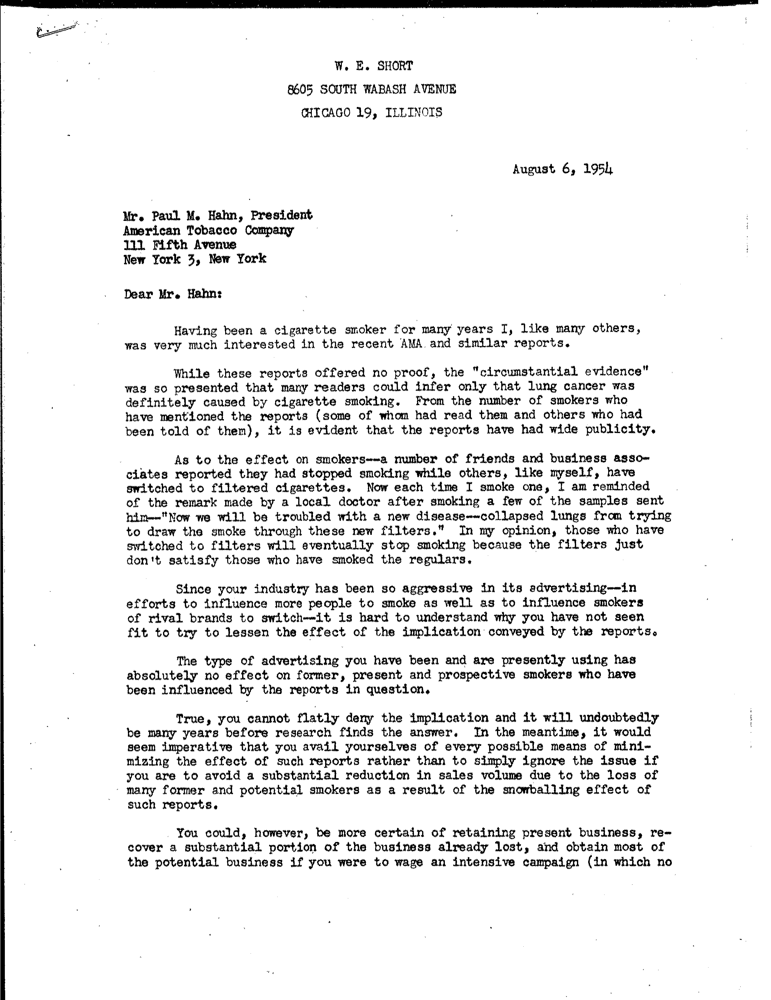 W. E. SHORT
8605 SOUTH WABASH AVENUE
CHICAGO 19, ILLINOIS
August 6, 1954
Mr. Paul M. Hahn, President
American Tobacco Company
111 Fifth Avenue
New York 3, New York
Dear Mr. Hahn:
Having been a cigarette smoker for many years I, like many others,
was very much interested in the recent AMA and similar reports.
While these reports offered no proof, the "circumstantial evidence"
was so presented that many readers could infer only that lung cancer was
definitely caused by cigarette smoking. From the number of smokers who
have mentioned the reports (some of whom had read them and others who had
been told of them), it is evident that the reports have had wide publicity.
As to the effect on smokers--a number of friends and business asso-
ciates reported they had stopped smoking while others, like myself, have
switched to filtered cigarettes. Now each time I smoke one, I am reminded
of the remark made by a local doctor after smoking a few of the samples sent
him--"Now we will be troubled with a new disease--collapsed lungs from trying
to draw the smoke through these new filters." In my opinion, those who have
switched to filters will eventually stop smoking because the filters just
don't satisfy those who have smoked the regulars.
Since your industry has been so aggressive in its advertising--in
efforts to influence more people to smoke as well as to influence smokers
of rival brands to switch--it is hard to understand why you have not seen
fit to try to lessen the effect of the implication conveyed by the reports.
The type of advertising you have been and are presently using has
absolutely no effect on former, present and prospective smokers who have
been influenced by the reports in question.
True, you cannot flatly deny the implication and it will undoubtedly
be many years before research finds the answer. In the meantime, it would
seem imperative that you avail yourselves of every possible means of mini-
mizing the effect of such reports rather than to simply ignore the issue if
you are to avoid a substantial reduction in sales volume due to the loss of
many former and potential smokers as a result of the snowballing effect of
such reports.
You could, however, be more certain of retaining present business, re-
cover a substantial portion of the business already lost, and obtain most of
the potential business if you were to wage an intensive campaign (in which no